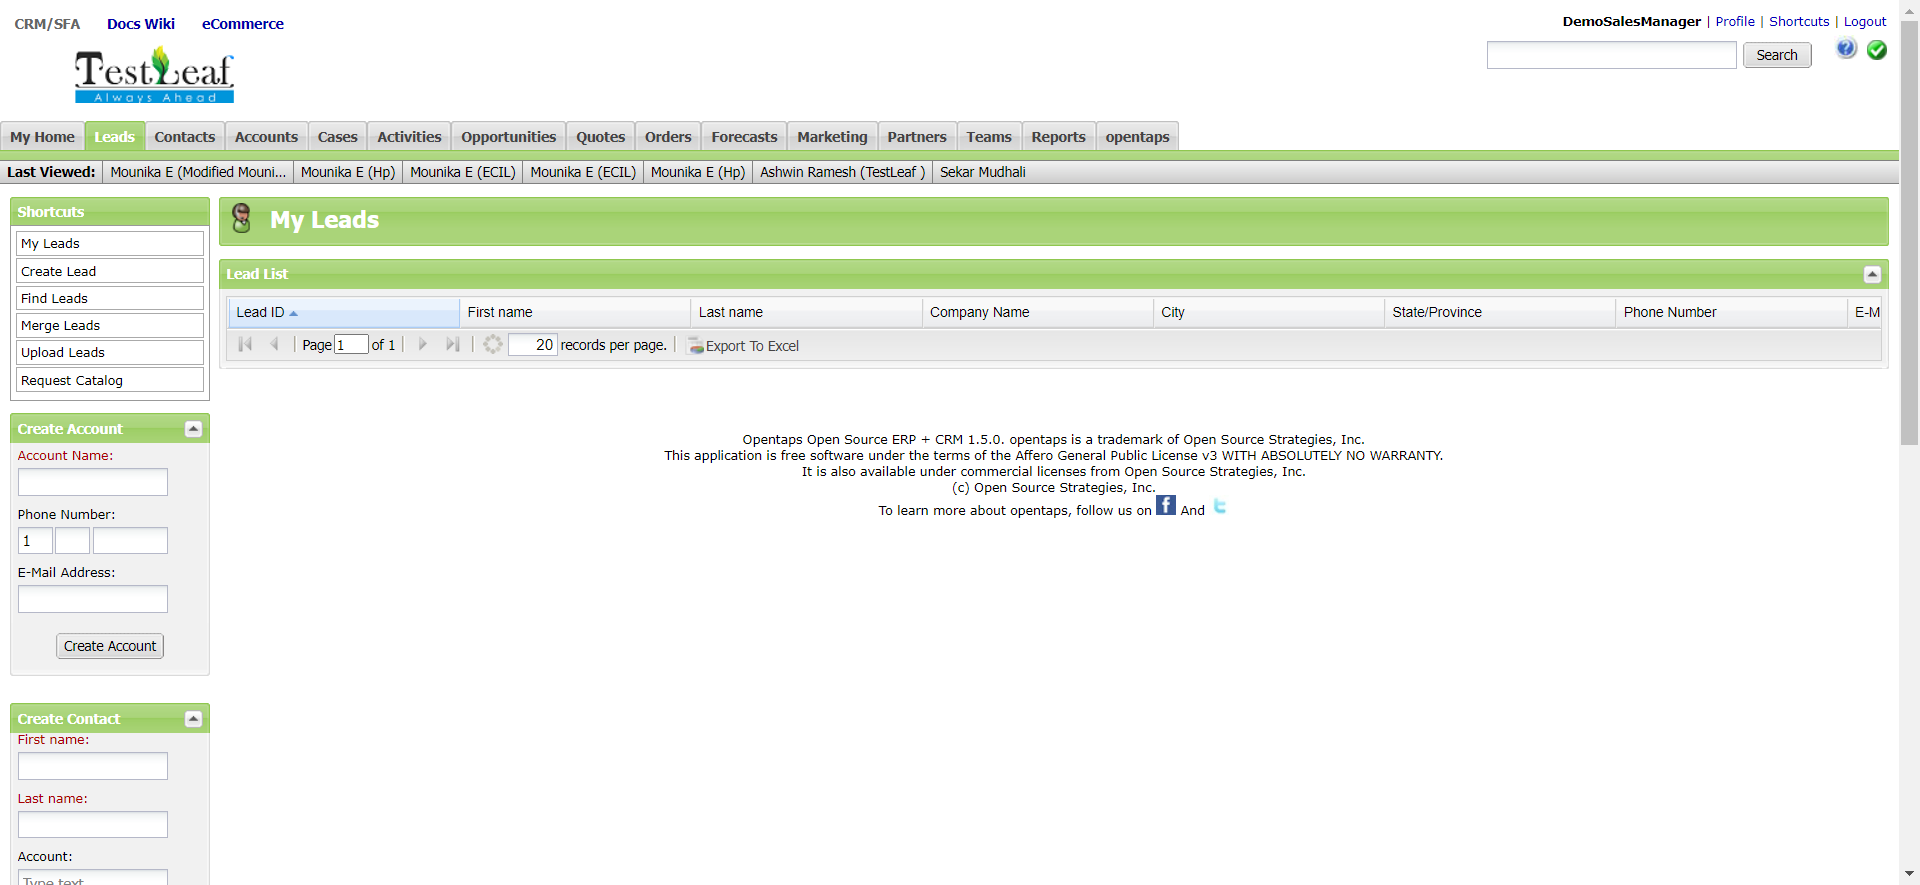 CRM/SFA Docs Wiki eCommerce
DemoSalesManager | Profile | Shortcuts | Logout
Search
TestLeaf
Always Ahead
My Home Leads Contacts Accounts Cases Activities Opportunities Quotes Orders Forecasts Marketing Partners Teams Reports opentaps
Last Viewed: Mounika E (Modified Mouni... Mounika E (Hp) Mounika E (ECIL) Mounika E (ECIL) Mounika E (Hp) Ashwin Ramesh (TestLeaf ) Sekar Mudhali
Shortcuts
My Leads
Create Lead
Find Leads
Merge Leads
Upload Leads
Request Catalog
Create Account
Account Name:
Phone Number:
1
E-Mail Address:
Create Account
Create Contact
First name:
Last name:
Account:
Type text
My Leads
Lead List
Lead ID First name Last name Company Name City State/Province Phone Number E-M
Page 1 of 1 20 records per page. Export To Excel
Opentaps Open Source ERP + CRM 1.5.0. opentaps is a trademark of Open Source Strategies, Inc.
This application is free software under the terms of the Affero General Public License v3 WITH ABSOLUTELY NO WARRANTY.
It is also available under commercial licenses from Open Source Strategies, Inc.
(c) Open Source Strategies, Inc.
To learn more about opentaps, follow us on f And t